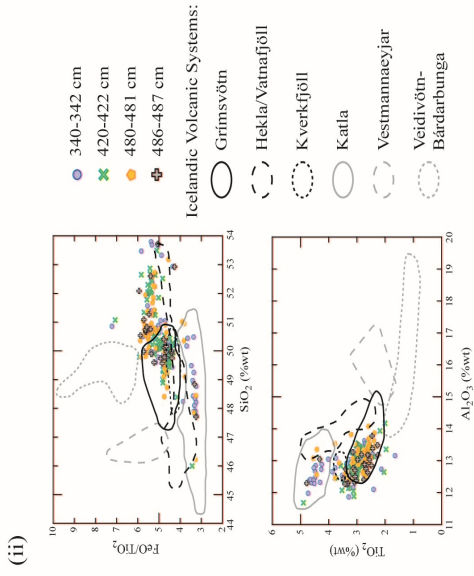 (ii)
FeO/TiO₂
10
9
8
7
6
5
4
3
2
44 45 46 47 48 49 50 51 52 53 54
SiO₂ (%wt)
TiO₂ (%wt)
6
5
4
3
2
1
0
11 12 13 14 15 16 17 18 19 20
Al₂O₃ (%wt)
340-342 cm
420-422 cm
480-481 cm
486-487 cm
Icelandic Volcanic Systems:
Grímsvötn
Hekla/Vatnafjöll
Kverkfjöll
Katla
Vestmannaeyjar
Veidivötn-
Bárdarbunga